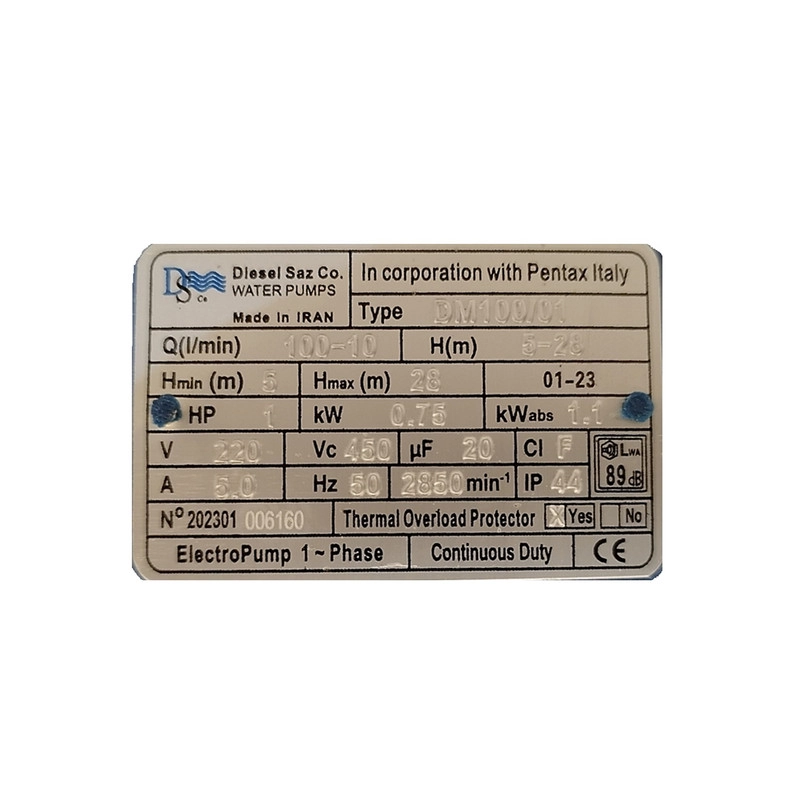 DS Co
Diesel Saz Co.
WATER PUMPS
Made In IRAN
In corporation with Pentax Italy
Type DM100/01
Q(l/min) 100-10 H(m) 5-28
Hmin (m) 5 Hmax (m) 28 01-23
HP 1 kW 0.75 kWabs 1.1
V 220 Vc 450 µF 20 Cl F LWA
89 dB
A 5.0 Hz 50 2850 min⁻¹ IP 44
Nº 202301 006160 Thermal Overload Protector X Yes No
ElectroPump 1~Phase Continuous Duty CE